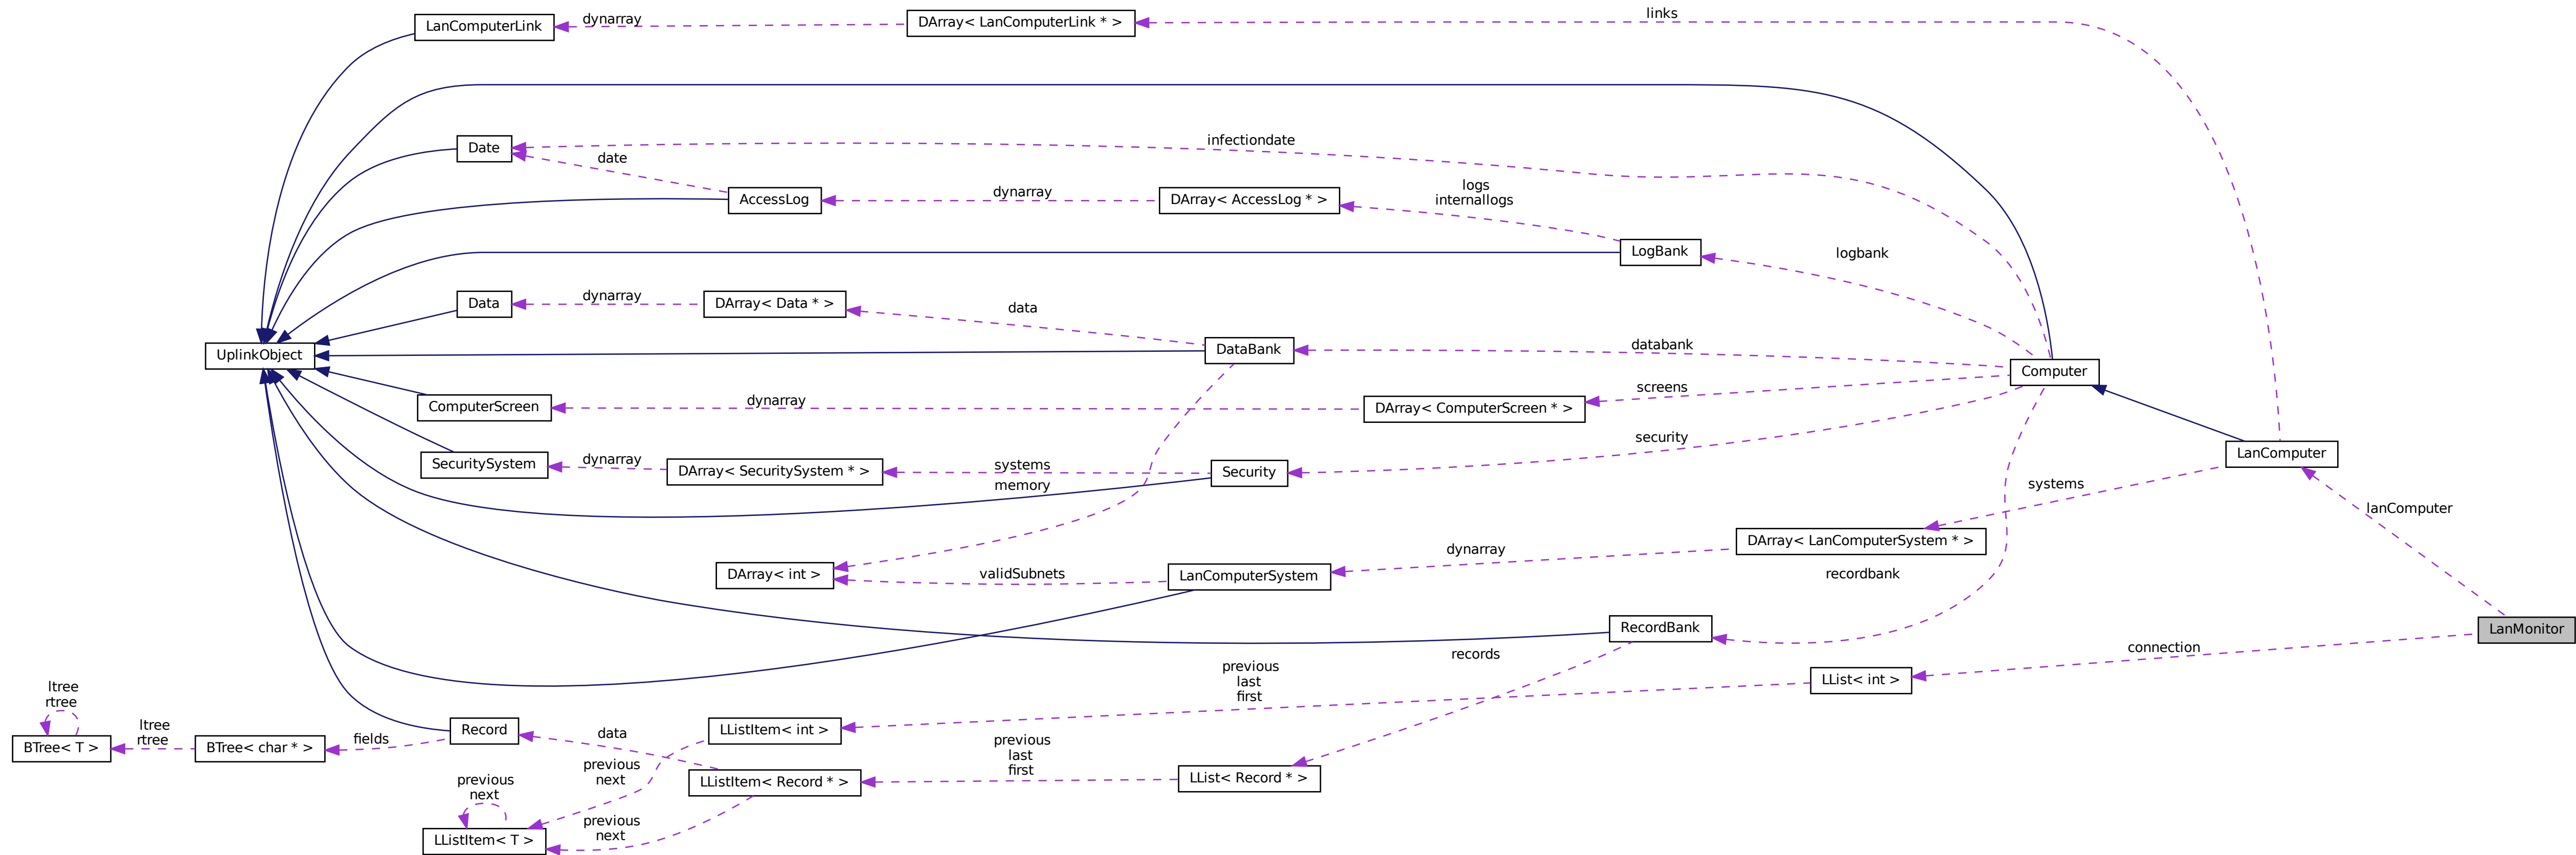 links
DArray< LanComputerLink * >
dynarray
LanComputerLink
infectiondate
Date
date
logs
internallogs
dynarray
AccessLog
DArray< AccessLog * >
LogBank
logbank
dynarray
Data
DArray< Data * >
data
databank
DataBank
UplinkObject
Computer
screens
dynarray
ComputerScreen
DArray< ComputerScreen * >
security
LanComputer
dynarray
SecuritySystem
DArray< SecuritySystem * >
systems
memory
Security
systems
lanComputer
DArray< LanComputerSystem * >
dynarray
DArray< int >
validSubnets
LanComputerSystem
recordbank
RecordBank
LanMonitor
records
connection
previous
last
first
LList< int >
ltree
rtree
BTree< T >
ltree
rtree
BTree< char * >
fields
Record
data
LListItem< int >
previous
last
first
previous
next
LListItem< Record * >
LList< Record * >
previous
next
previous
next
LListItem< T >